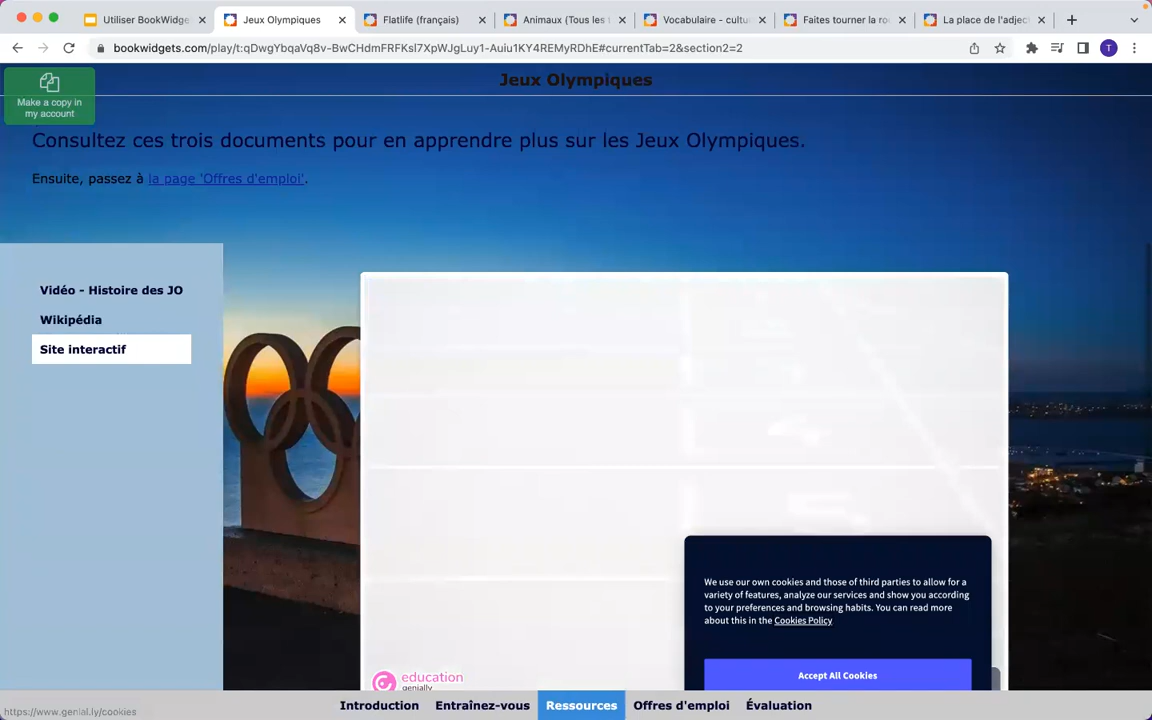 Utiliser BookWidge
Jeux Olympiques
Flatlife (français)
Animaux (Tous les
Vocabulaire - cultu
Faites tourner la ro
La place de l'adjec
bookwidgets.com/play/t:qDwgYbqaVq8v-BwCHdmFRFKsl7XpWJgLuy1-Auiu1KY4REMyRDhE#currentTab=2&section2=2
T
Jeux Olympiques
Make a copy in
my account
Consultez ces trois documents pour en apprendre plus sur les Jeux Olympiques.
Ensuite, passez à la page 'Offres d'emploi'.
Vidéo - Histoire des JO
Wikipédia
Site interactif
We use our own cookies and those of third parties to allow for a
variety of features, analyze our services and show you according
to your preferences and browsing habits. You can read more
about this in the Cookies Policy
Accept All Cookies
education
genially
Introduction
Entraînez-vous
Ressources
Offres d'emploi
Évaluation
https://www.genial.ly/cookies